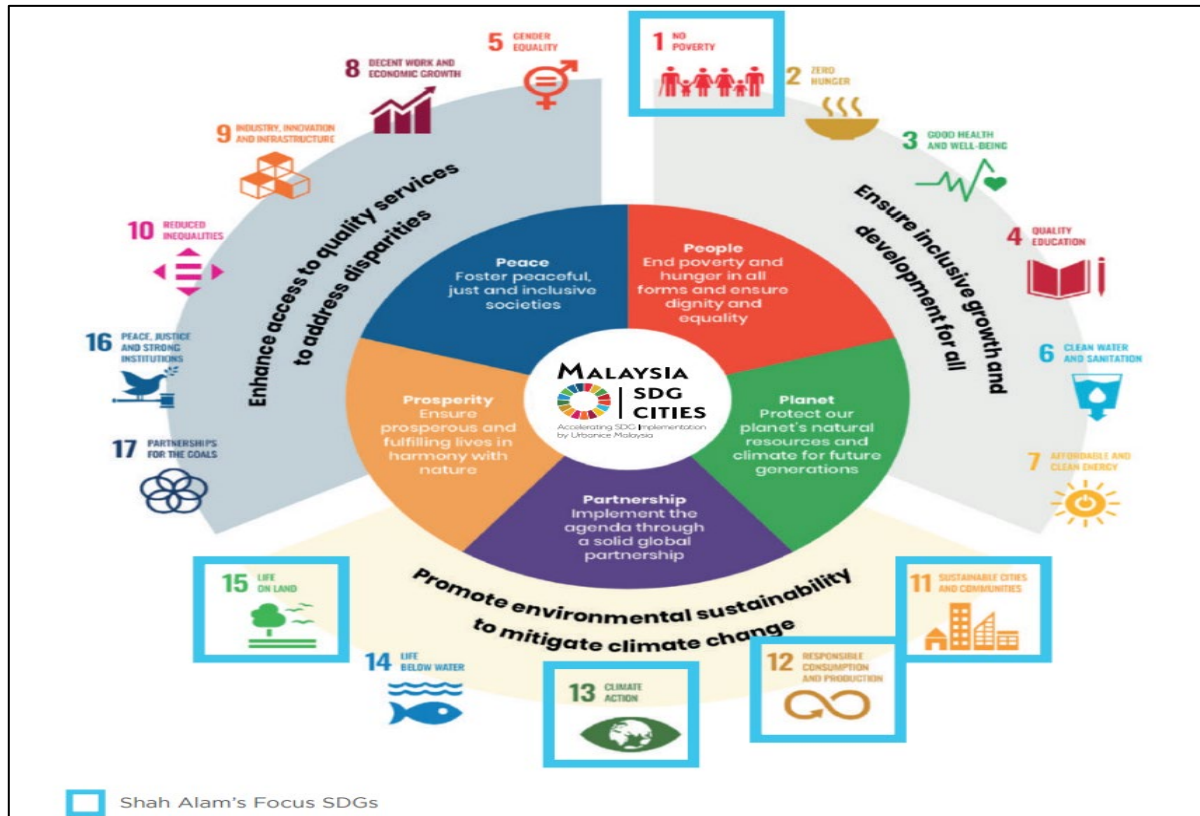 5 GENDER
EQUALITY
1 NO
POVERTY
8 DECENT WORK AND
ECONOMIC GROWTH
2 ZERO
HUNGER
9 INDUSTRY, INNOVATION
AND INFRASTRUCTURE
3 GOOD HEALTH
AND WELL-BEING
10 REDUCED
INEQUALITIES
4 QUALITY
EDUCATION
16 PEACE, JUSTICE
AND STRONG
INSTITUTIONS
6 CLEAN WATER
AND SANITATION
17 PARTNERSHIPS
FOR THE GOALS
7 AFFORDABLE AND
CLEAN ENERGY
Enhance access to quality services
to address disparities
Ensure inclusive growth and
development for all
Peace
Foster peaceful,
just and inclusive
societies
People
End poverty and
hunger in all
forms and ensure
dignity and
equality
Prosperity
Ensure
prosperous and
fulfilling lives in
harmony with
nature
MALAYSIA
SDG
CITIES
Accelerating SDG Implementation
by Urbanice Malaysia
Planet
Protect our
planet's natural
resources and
climate for future
generations
Partnership
Implement the
agenda through
a solid global
partnership
Promote environmental sustainability
to mitigate climate change
15 LIFE
ON LAND
11 SUSTAINABLE CITIES
AND COMMUNITIES
14 LIFE
BELOW WATER
12 RESPONSIBLE
CONSUMPTION
AND PRODUCTION
13 CLIMATE
ACTION
Shah Alam's Focus SDGs